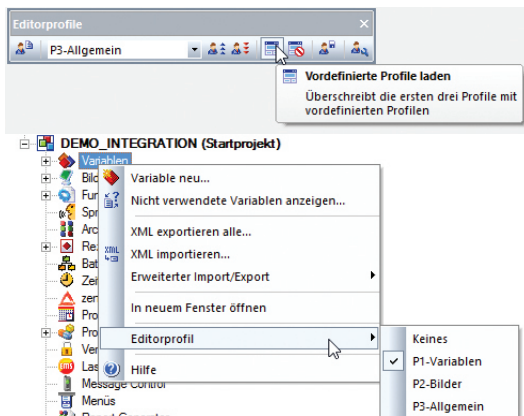 Editorprofile
P3-Allgemein
Vordefinierte Profile laden
Überschreibt die ersten drei Profile mit
vordefinierten Profilen
DEMO_INTEGRATION (Startprojekt)
Variablen
Variable neu...
Nicht verwendete Variablen anzeigen...
XML exportieren alle...
XML importieren...
Erweiterter Import/Export
In neuem Fenster öffnen
Editorprofil
Hilfe
Keines
P1-Variablen
P2-Bilder
P3-Allgemein
Message Control
Menüs